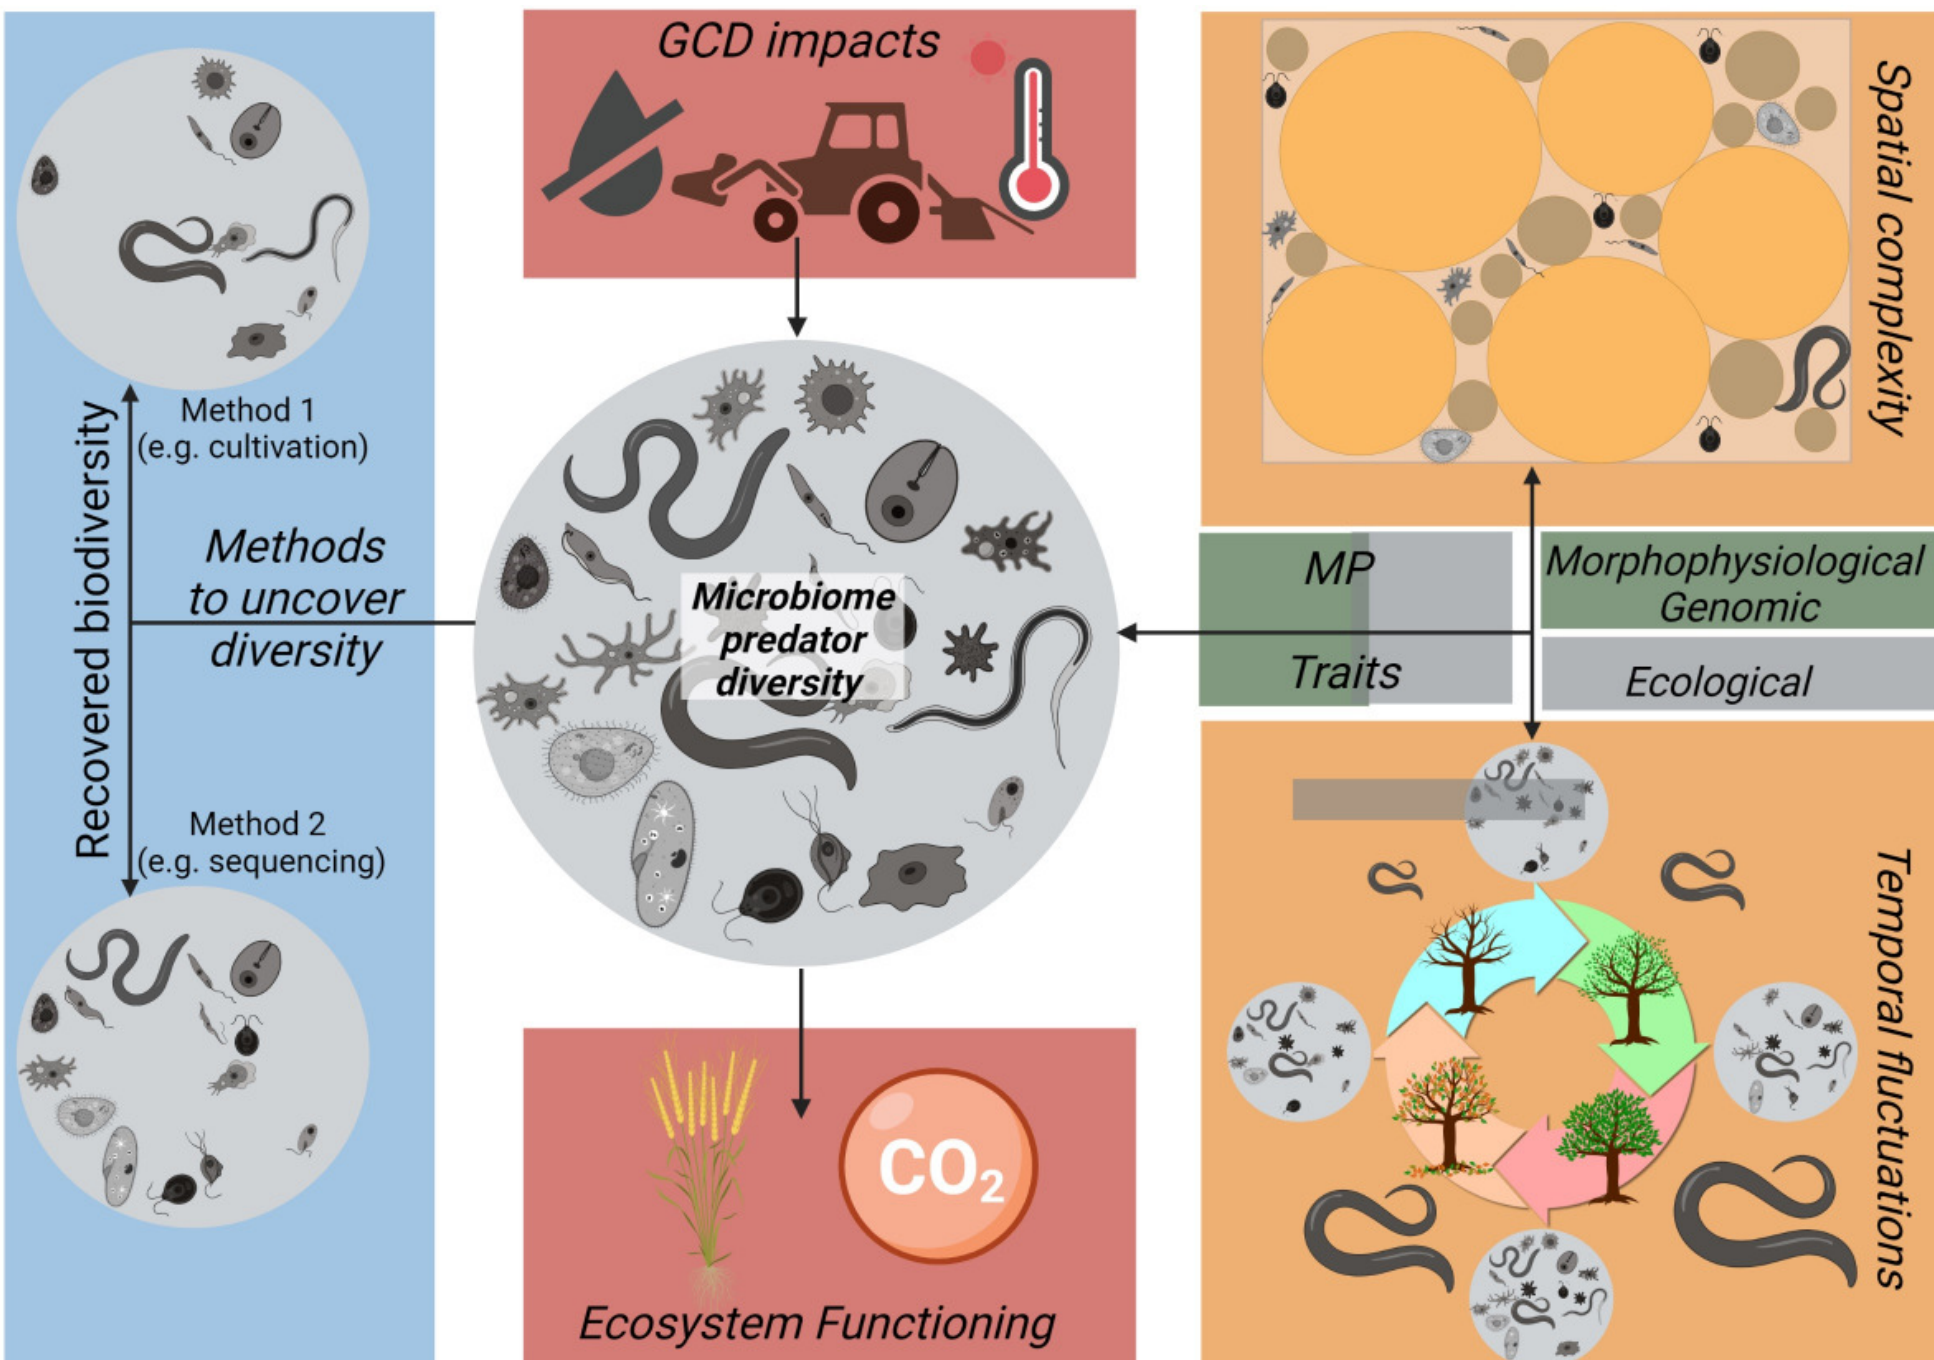 GCD impacts
Spatial complexity
Method 1
(e.g. cultivation)
Recovered biodiversity
Methods
to uncover
diversity
Method 2
(e.g. sequencing)
Microbiome
predator
diversity
MP
Traits
Morphophysiological
Genomic
Ecological
Temporal fluctuations
CO₂
Ecosystem Functioning